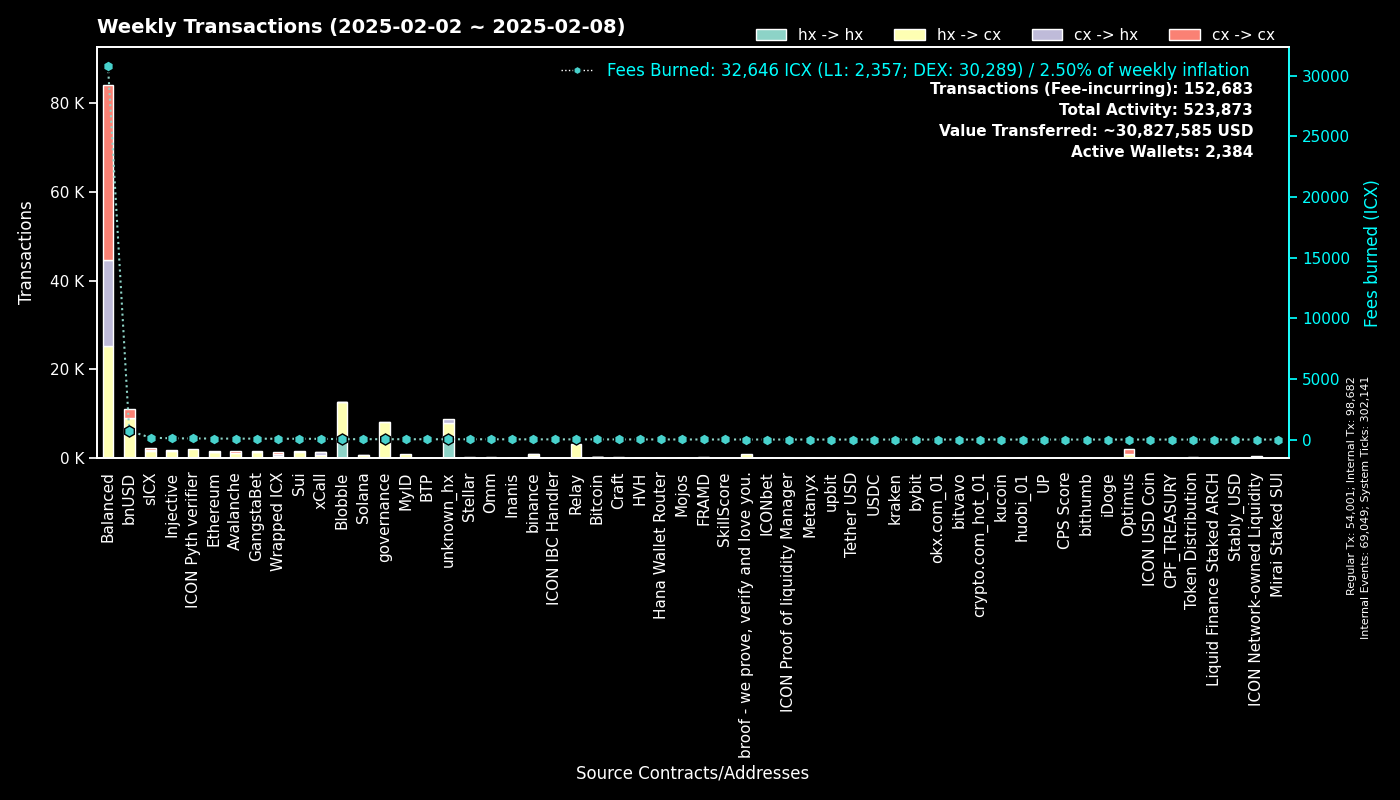 Weekly Transactions (2025-02-02 ~ 2025-02-08)
hx -> hx
hx -> cx
cx -> hx
cx -> cx
Fees Burned: 32,646 ICX (L1: 2,357; DEX: 30,289) / 2.50% of weekly inflation
Transactions (Fee-incurring): 152,683
Total Activity: 523,873
Value Transferred: ~30,827,585 USD
Active Wallets: 2,384
Transactions
80 K
60 K
40 K
20 K
0 K
30000
25000
20000
15000
10000
5000
0
Fees burned (ICX)
Regular Tx: 54,001; Internal Tx: 98,682
Internal Events: 69,049; System Ticks: 302,141
Balanced
bnUSD
sICX
Injective
ICON Pyth verifier
Ethereum
Avalanche
GangstaBet
Wrapped ICX
Sui
xCall
Blobble
Solana
governance
MyID
BTP
unknown_hx
Stellar
Omm
Inanis
binance
ICON IBC Handler
Relay
Bitcoin
Craft
HVH
Hana Wallet Router
Mojos
FRAMD
SkillScore
broof - we prove, verify and love you.
ICONbet
ICON Proof of liquidity Manager
Metanyx
upbit
Tether USD
USDC
kraken
bybit
okx.com_01
bitvavo
crypto.com_hot_01
kucoin
huobi_01
UP
CPS Score
bithumb
iDoge
Optimus
ICON USD Coin
CPF_TREASURY
Token Distribution
Liquid Finance Staked ARCH
Stably_USD
ICON Network-owned Liquidity
Mirai Staked SUI
Source Contracts/Addresses